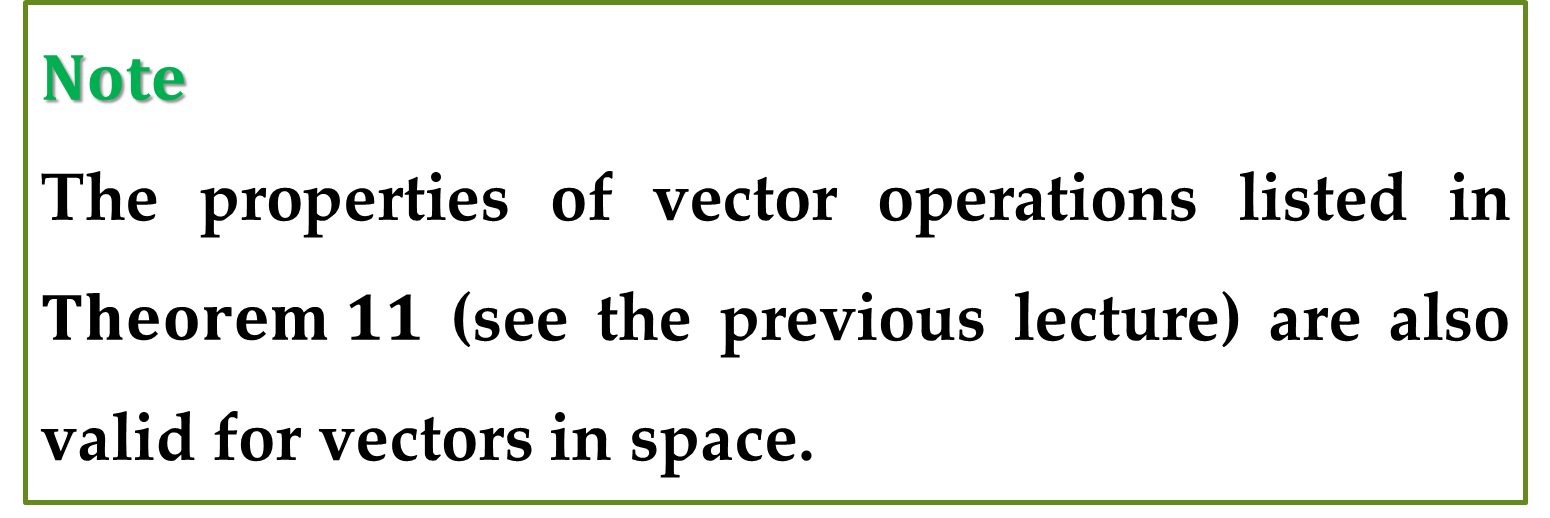 Note
The properties of vector operations listed in
Theorem 11 (see the previous lecture) are also
valid for vectors in space.